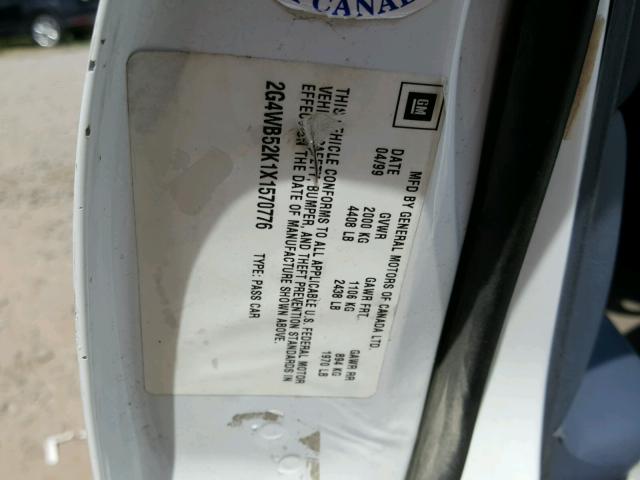 CANAD
GM
MFD BY GENERAL MOTORS OF CANADA LTD.
DATE GVWR GAWR FRT. GAWR RR
04/99 2000 KG 1106 KG 894 KG
4408 LB 2438 LB 1970 LB
THIS VEHICLE CONFORMS TO ALL APPLICABLE U.S. FEDERAL MOTOR
VEHICLE BUMPER, AND THEFT PREVENTION STANDARDS IN
EFFECT ON THE DATE OF MANUFACTURE SHOWN ABOVE.
2G4WB52K1X1570776 TYPE: PASS CAR